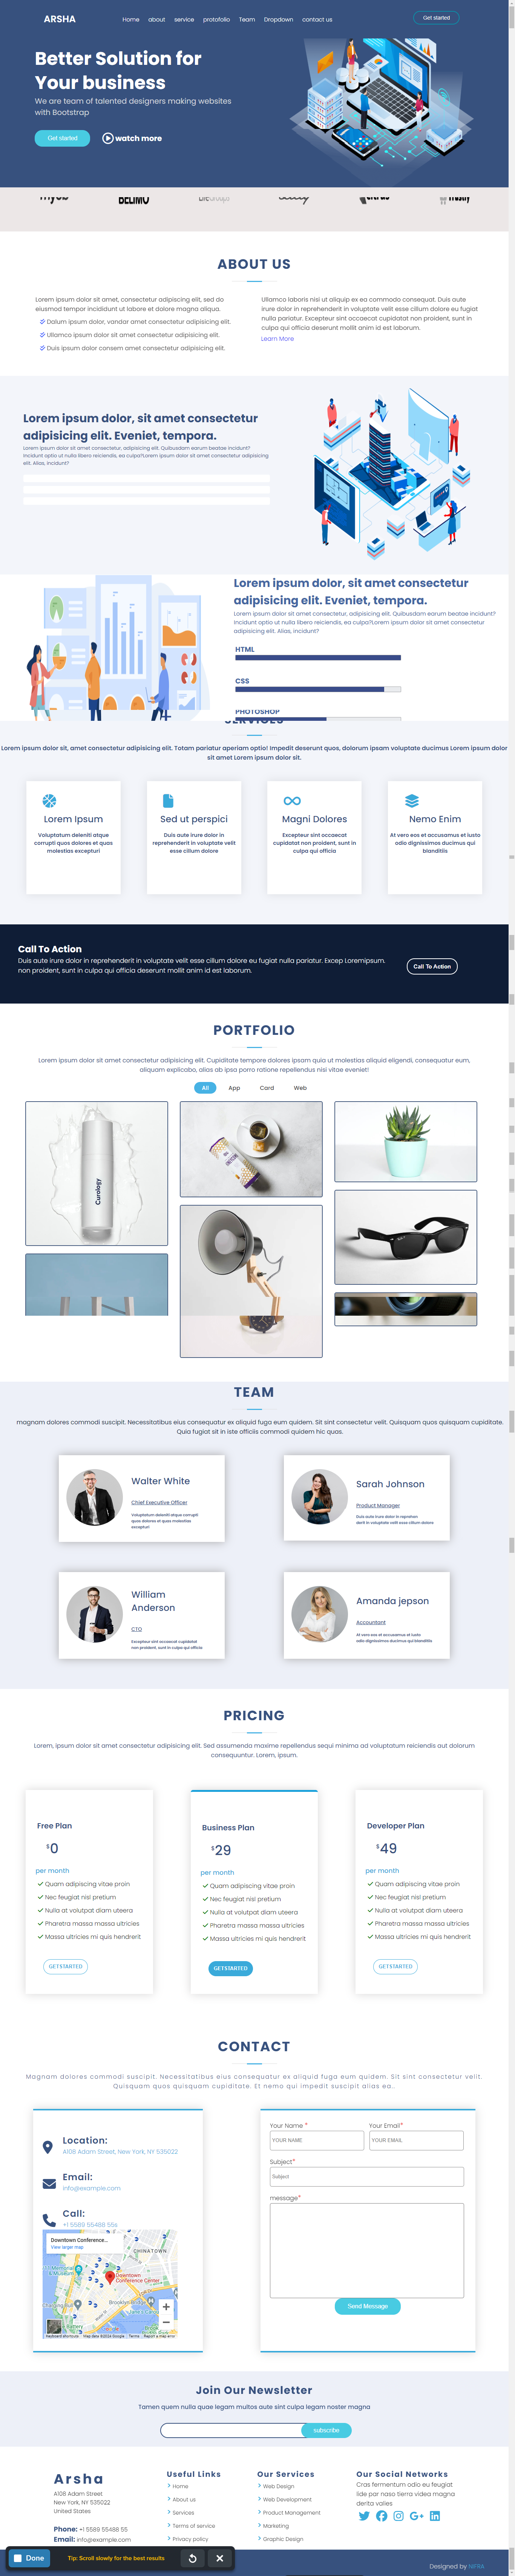 ARSHA
Home about service protofolio Team Dropdown contact us
Get started
Better Solution for
Your business
We are team of talented designers making websites
with Bootstrap
Get started
watch more
BELIMO
LifeGroups
citrus
Trustly
ABOUT US
Lorem ipsum dolor sit amet, consectetur adipiscing elit, sed do
eiusmod tempor incididunt ut labore et dolore magna aliqua.
Dolum ipsum dolor, vandar amet consectetur adipisicing elit.
Ullamco ipsum dolor sit amet consectetur adipisicing elit.
Duis ipsum dolor consem amet consectetur adipisicing elit.
Ullamco laboris nisi ut aliquip ex ea commodo consequat. Duis aute
irure dolor in reprehenderit in voluptate velit esse cillum dolore eu fugiat
nulla pariatur. Excepteur sint occaecat cupidatat non proident, sunt in
culpa qui officia deserunt mollit anim id est laborum.
Learn More
Lorem ipsum dolor, sit amet consectetur
adipisicing elit. Eveniet, tempora.
Lorem ipsum dolor sit amet consectetur, adipisicing elit. Quibusdam earum beatae incidunt?
Incidunt optio ut nulla libero reiciendis, ea culpa?Lorem ipsum dolor sit amet consectetur adipisicing
elit. Alias, incidunt?
Lorem ipsum dolor, sit amet consectetur
adipisicing elit. Eveniet, tempora.
Lorem ipsum dolor sit amet consectetur, adipisicing elit. Quibusdam earum beatae incidunt?
Incidunt optio ut nulla libero reiciendis, ea culpa?Lorem ipsum dolor sit amet consectetur
adipisicing elit. Alias, incidunt?
HTML
CSS
PHOTOSHOP
SERVICES
Lorem ipsum dolor sit, amet consectetur adipisicing elit. Totam pariatur aperiam optio! Impedit deserunt quos, dolorum ipsam voluptate ducimus Lorem ipsum dolor
sit amet Lorem ipsum dolor sit.
Lorem Ipsum
Voluptatum deleniti atque
corrupti quos dolores et quas
molestias excepturi
Sed ut perspici
Duis aute irure dolor in
reprehenderit in voluptate velit
esse cillum dolore
Magni Dolores
Excepteur sint occaecat
cupidatat non proident, sunt in
culpa qui officia
Nemo Enim
At vero eos et accusamus et iusto
odio dignissimos ducimus qui
blanditiis
Call To Action
Duis aute irure dolor in reprehenderit in voluptate velit esse cillum dolore eu fugiat nulla pariatur. Excep Loremipsum.
non proident, sunt in culpa qui officia deserunt mollit anim id est laborum.
Call To Action
PORTFOLIO
Lorem ipsum dolor sit amet consectetur adipisicing elit. Cupiditate tempore dolores ipsam quia ut molestias aliquid eligendi, consequatur eum,
aliquam explicabo, alias ab ipsa porro ratione repellendus nisi vitae eveniet!
All App Card Web
Curology
TEAM
magnam dolores commodi suscipit. Necessitatibus eius consequatur ex aliquid fuga eum quidem. Sit sint consectetur velit. Quisquam quos quisquam cupiditate.
Quia fugiat sit in iste officiis commodi quidem hic quas.
Walter White
Chief Executive Officer
Voluptatum deleniti atque corrupti
quos dolores et quas molestias
excepturi
Sarah Johnson
Product Manager
Duis aute irure dolor in reprehen
derit in voluptate velit esse cillum dolore
William
Anderson
CTO
Excepteur sint occaecat cupidatat
non proident, sunt in culpa qui officia
Amanda jepson
Accountant
At vero eos et accusamus et iusto
odio dignissimos ducimus qui blanditiis
PRICING
Lorem, ipsum dolor sit amet consectetur adipisicing elit. Sed assumenda maxime repellendus sequi minima ad voluptatum reiciendis aut dolorum
consequuntur. Lorem, ipsum.
Free Plan
$0
per month
Quam adipiscing vitae proin
Nec feugiat nisl pretium
Nulla at volutpat diam uteera
Pharetra massa massa ultricies
Massa ultricies mi quis hendrerit
GETSTARTED
Business Plan
$29
per month
Quam adipiscing vitae proin
Nec feugiat nisl pretium
Nulla at volutpat diam uteera
Pharetra massa massa ultricies
Massa ultricies mi quis hendrerit
GETSTARTED
Developer Plan
$49
per month
Quam adipiscing vitae proin
Nec feugiat nisl pretium
Nulla at volutpat diam uteera
Pharetra massa massa ultricies
Massa ultricies mi quis hendrerit
GETSTARTED
CONTACT
Magnam dolores commodi suscipit. Necessitatibus eius consequatur ex aliquid fuga eum quidem. Sit sint consectetur velit.
Quisquam quos quisquam cupiditate. Et nemo qui impedit suscipit alias ea..
Location:
A108 Adam Street, New York, NY 535022
Email:
info@example.com
Call:
+1 5589 55488 55s
Downtown Conference...
View larger map
CHINATOWN
Downtown
Conference Center
Keyboard shortcuts Map data ©2024 Google Terms Report a map error
Your Name *
YOUR NAME
Your Email*
YOUR EMAIL
Subject*
Subject
message*
Send Message
Join Our Newsletter
Tamen quem nulla quae legam multos aute sint culpa legam noster magna
subscribe
Arsha
A108 Adam Street
New York, NY 535022
United States
Phone: +1 5589 55488 55
Email: info@example.com
Useful Links
Home
About us
Services
Terms of service
Privacy policy
Our Services
Web Design
Web Development
Product Management
Marketing
Graphic Design
Our Social Networks
Cras fermentum odio eu feugiat
lide par naso tierra videa magna
derita valies
Done
Tip: Scroll slowly for the best results
Designed by